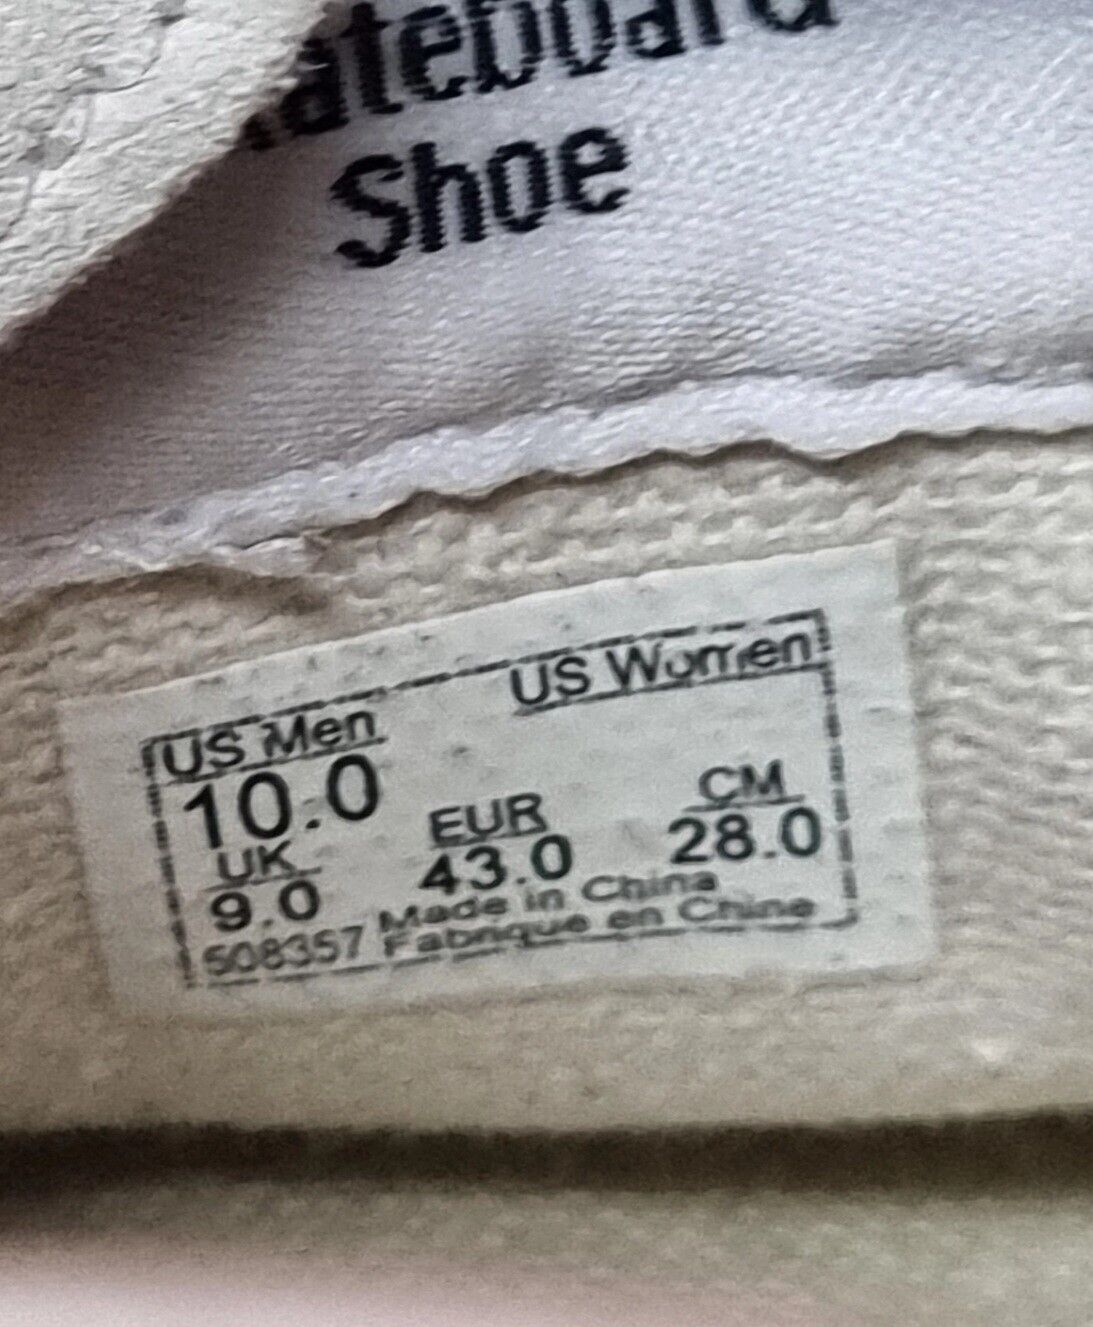 Shoe
US Men US Women
10.0
UK EUR CM
9.0 43.0 28.0
508357 Made in China
Fabrique en Chine